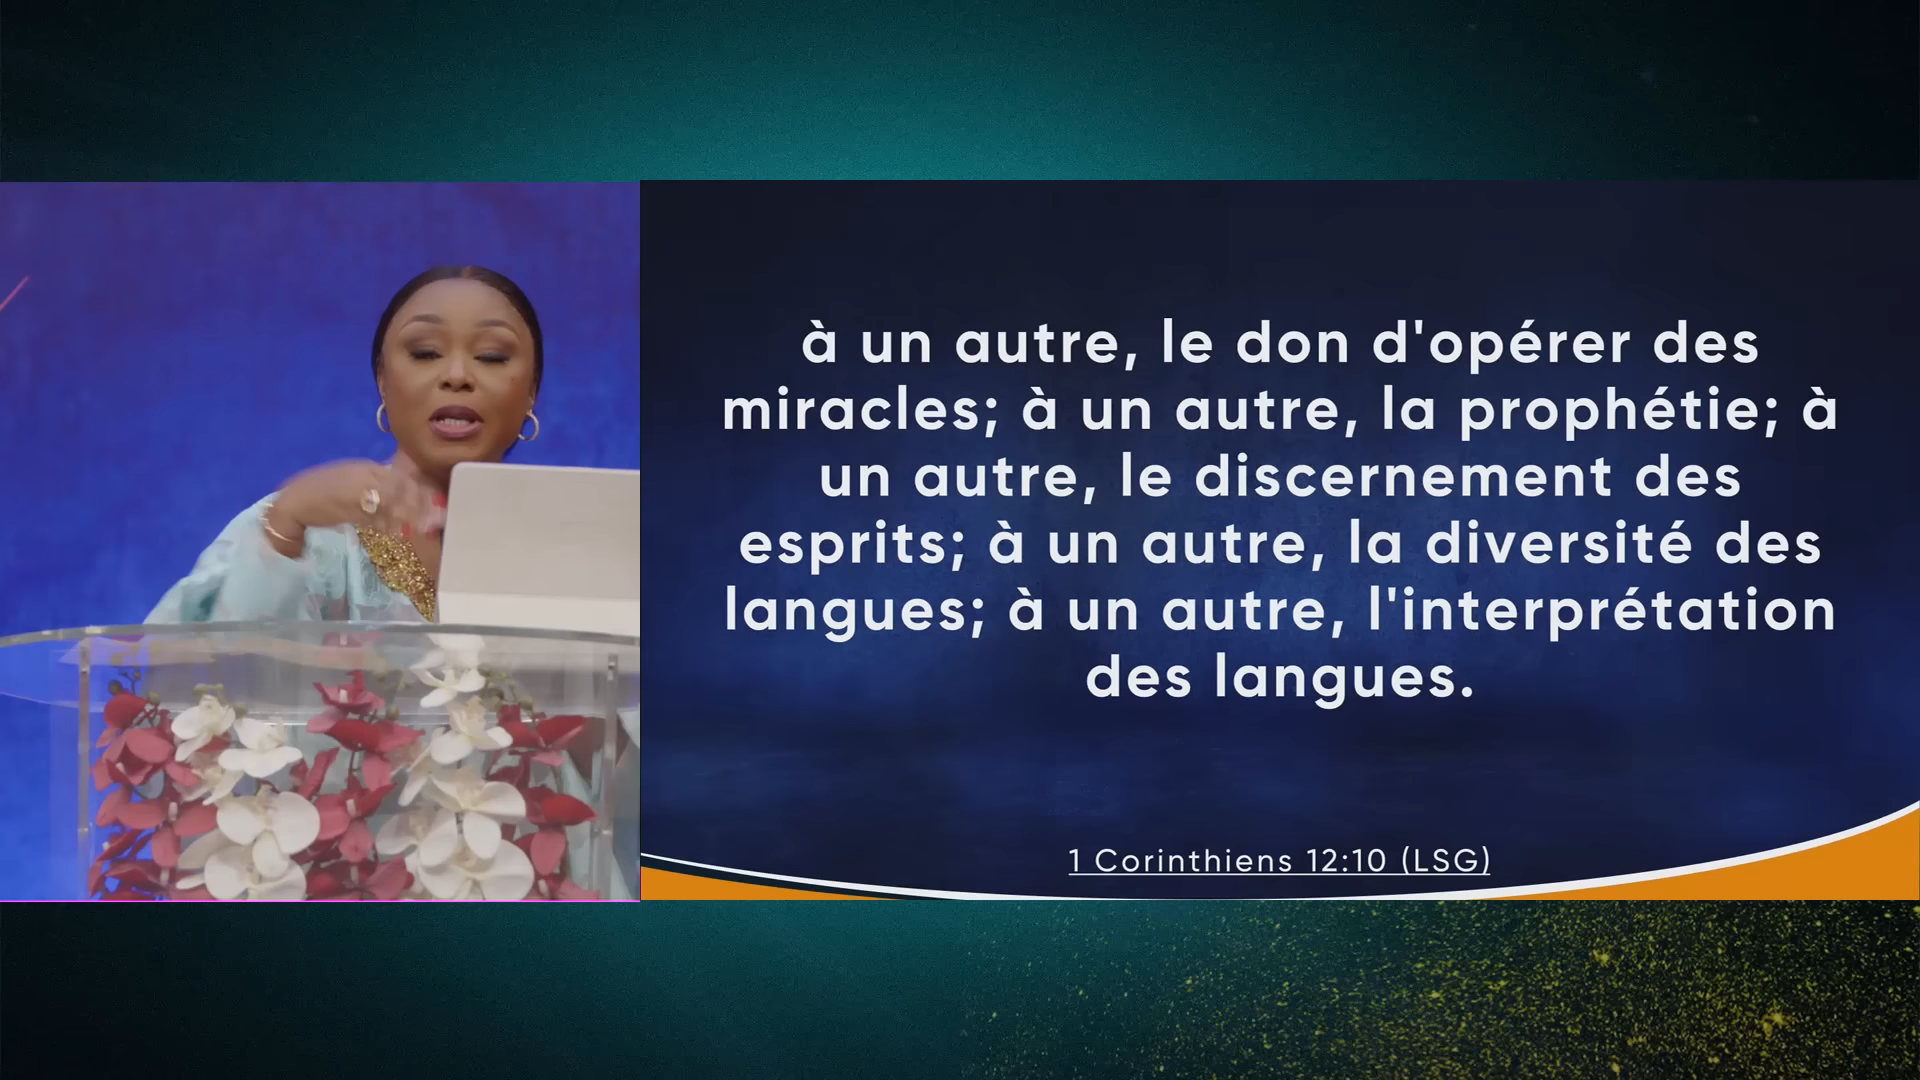 à un autre, le don d'opérer des
miracles; à un autre, la prophétie; à
un autre, le discernement des
esprits; à un autre, la diversité des
langues; à un autre, l'interprétation
des langues.
1 Corinthiens 12:10 (LSG)